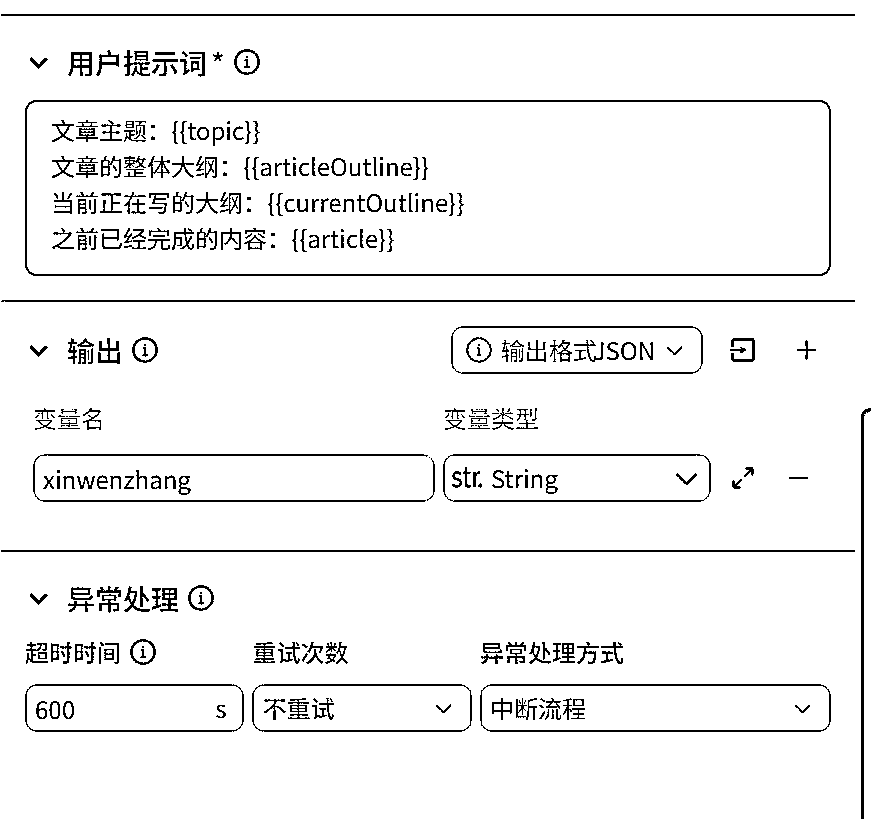 用户提示词*
文章主题：{{topic}}
文章的整体大纲：{{articleOutline}}
当前正在写的大纲：{{currentOutline}}
之前已经完成的内容：{{article}}
输出 输出格式JSON
变量名 变量类型
xinwenzhang str. String
异常处理
超时时间 重试次数 异常处理方式
600 s 不重试 中断流程